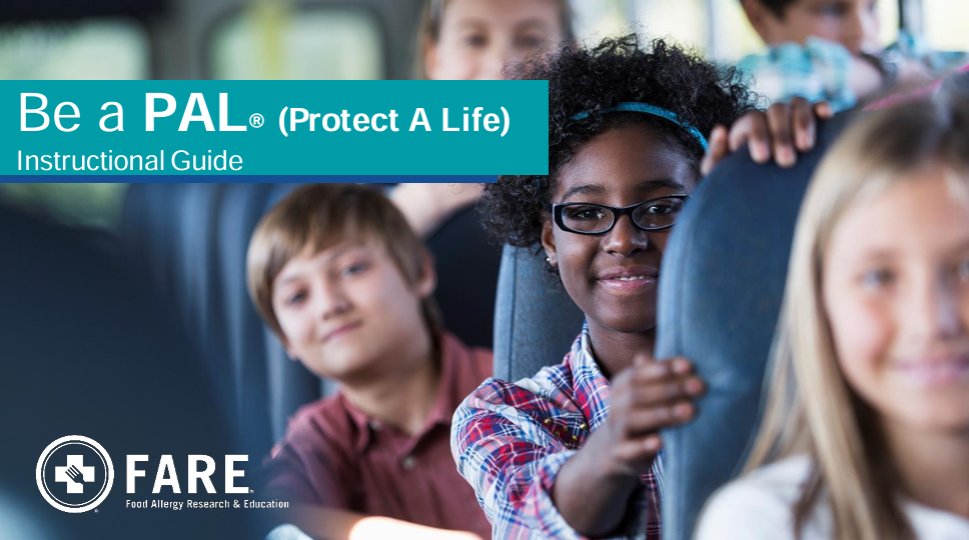 Be a PAL® (Protect A Life)
Instructional Guide
FARE
Food Allergy Research & Education